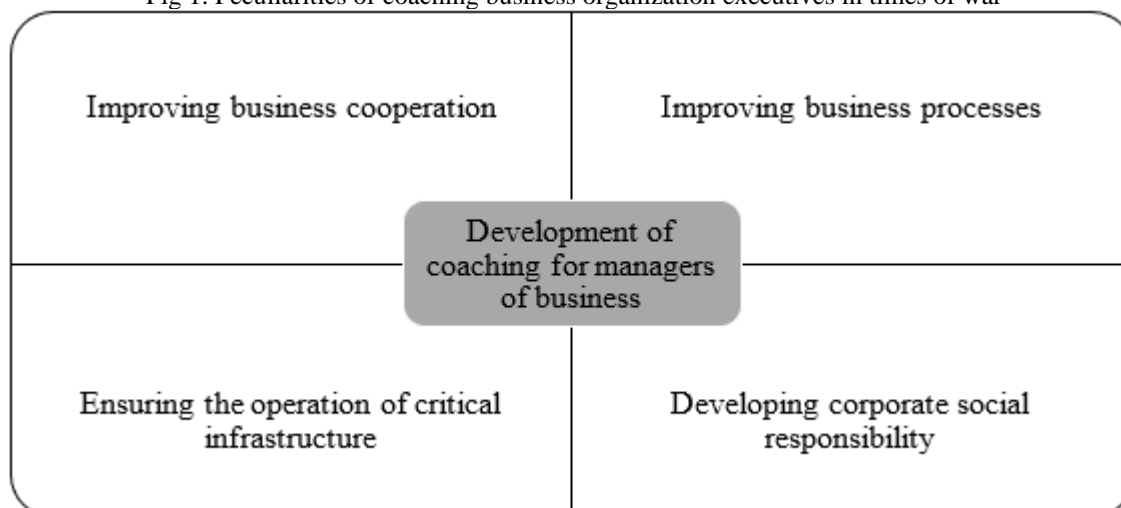 Fig 1. Peculiarities of coaching business organization executives in times of war
Improving business cooperation
Improving business processes
Development of
coaching for managers
of business
Ensuring the operation of critical
infrastructure
Developing corporate social
responsibility